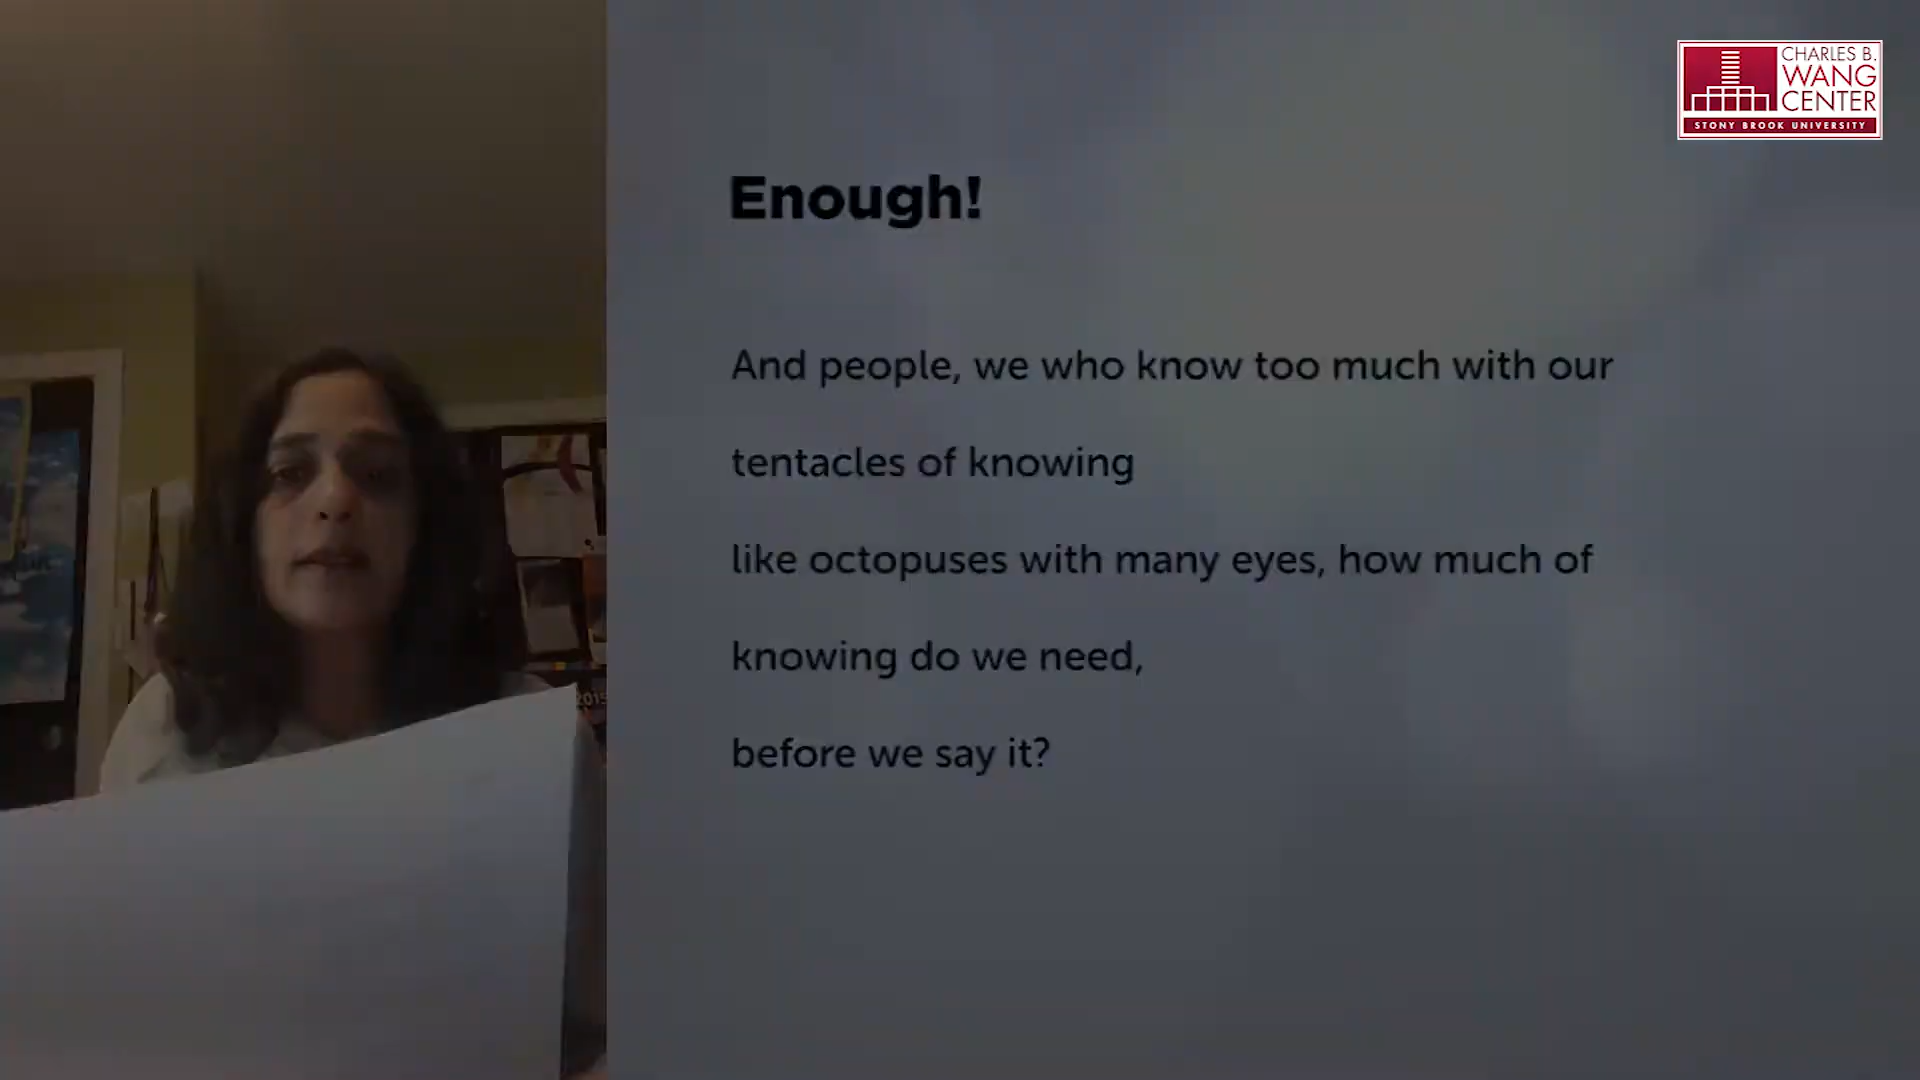 CHARLES B.
WANG
CENTER
STONY BROOK UNIVERSITY
Enough!
And people, we who know too much with our
tentacles of knowing
like octopuses with many eyes, how much of
knowing do we need,
before we say it?